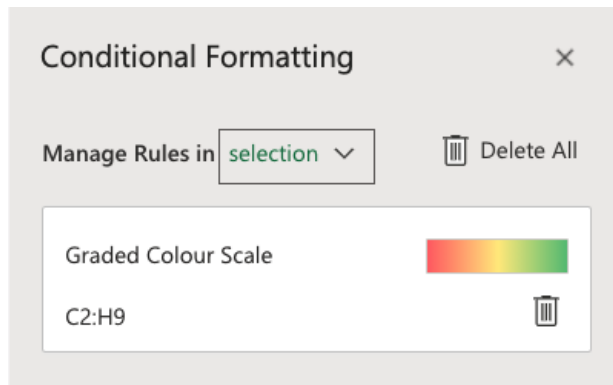 Conditional Formatting
Manage Rules in selection Delete All
Graded Colour Scale
C2:H9